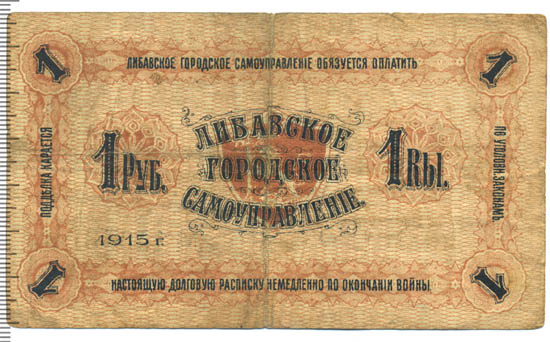 1 1
ЛИБАВСКОЕ ГОРОДСКОЕ САМОУПРАВЛЕНІЕ ОБЯЗУЕТСЯ ОПЛАТИТЬ
ПОДДѢЛКА КАРАЕТСЯ
ЛИБАВСКОЕ
1 РУБ.
ГОРОДСКОЕ
1 Rbl.
САМОУПРАВЛЕНІЕ.
ПО УГОЛОВ. ЗАКОНАМЪ.
1915 г.
НАСТОЯЩУЮ ДОЛГОВУЮ РАСПИСКУ НЕМЕДЛЕННО ПО ОКОНЧАНІИ ВОЙНЫ.
1 1